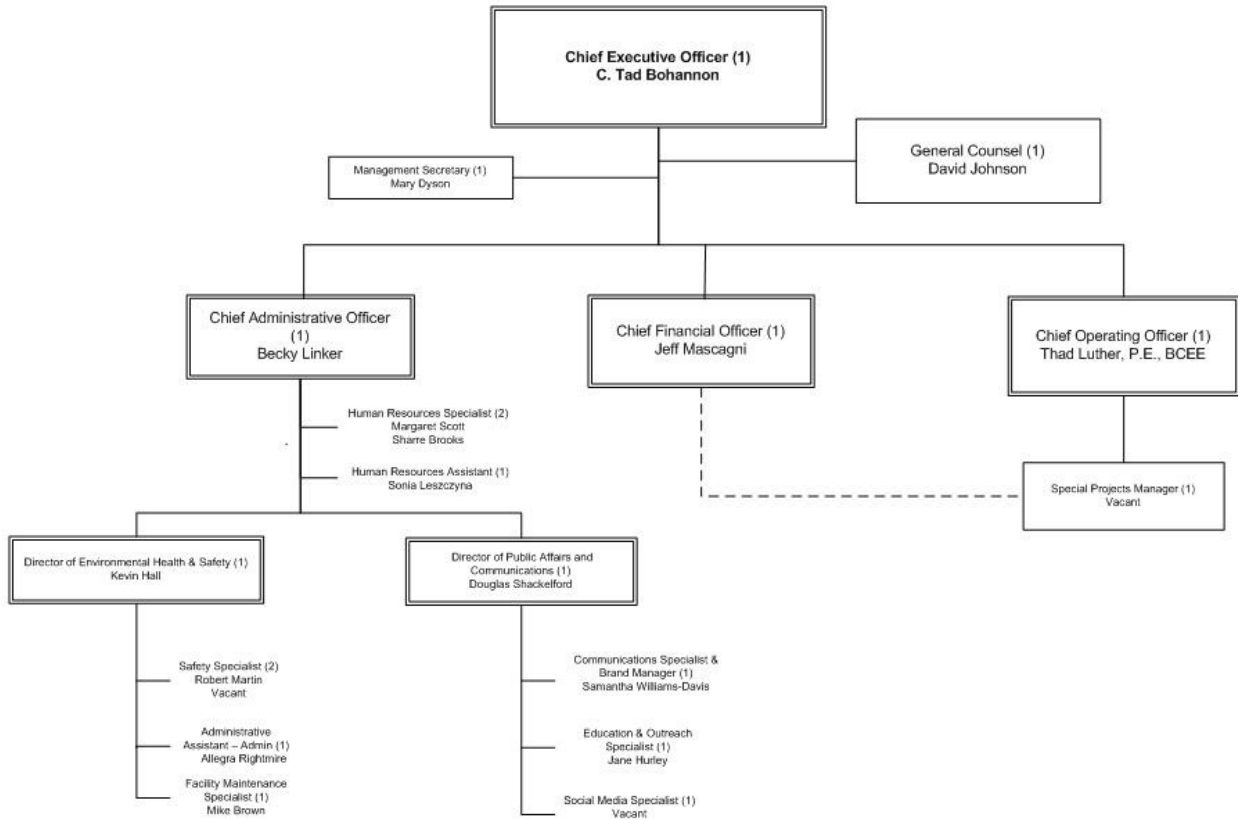 Chief Executive Officer (1)
C. Tad Bohannon
General Counsel (1)
David Johnson
Management Secretary (1)
Mary Dyson
Chief Administrative Officer
(1)
Becky Linker
Chief Financial Officer (1)
Jeff Mascagni
Chief Operating Officer (1)
Thad Luther, P.E., BCEE
Human Resources Specialist (2)
Margaret Scott
Sharre Brooks
Human Resources Assistant (1)
Sonia Leszczyna
Special Projects Manager (1)
Vacant
Director of Environmental Health & Safety (1)
Kevin Hall
Director of Public Affairs and
Communications (1)
Douglas Shackelford
Safety Specialist (2)
Robert Martin
Vacant
Administrative
Assistant – Admin (1)
Allegra Rightmire
Facility Maintenance
Specialist (1)
Mike Brown
Communications Specialist &
Brand Manager (1)
Samantha Williams-Davis
Education & Outreach
Specialist (1)
Jane Hurley
Social Media Specialist (1)
Vacant